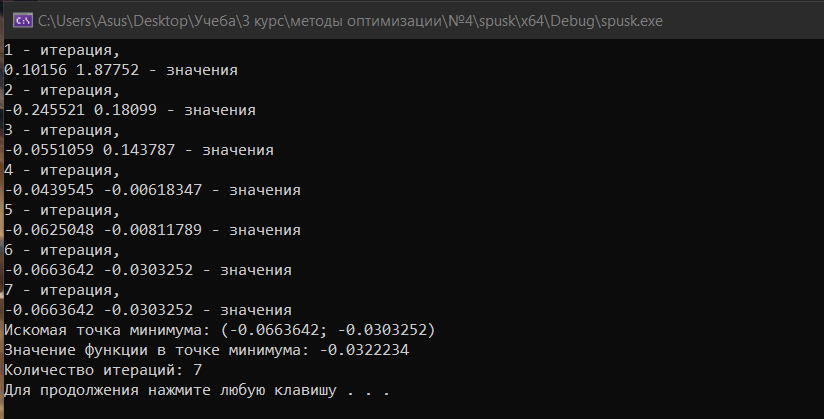 C:\Users\Asus\Desktop\Учеба\3 курс\методы оптимизации\№4\spusk\x64\Debug\spusk.exe
1 - итерация,
0.10156 1.87752 - значения
2 - итерация,
-0.245521 0.18099 - значения
3 - итерация,
-0.0551059 0.143787 - значения
4 - итерация,
-0.0439545 -0.00618347 - значения
5 - итерация,
-0.0625048 -0.00811789 - значения
6 - итерация,
-0.0663642 -0.0303252 - значения
7 - итерация,
-0.0663642 -0.0303252 - значения
Искомая точка минимума: (-0.0663642; -0.0303252)
Значение функции в точке минимума: -0.0322234
Количество итераций: 7
Для продолжения нажмите любую клавишу . . .